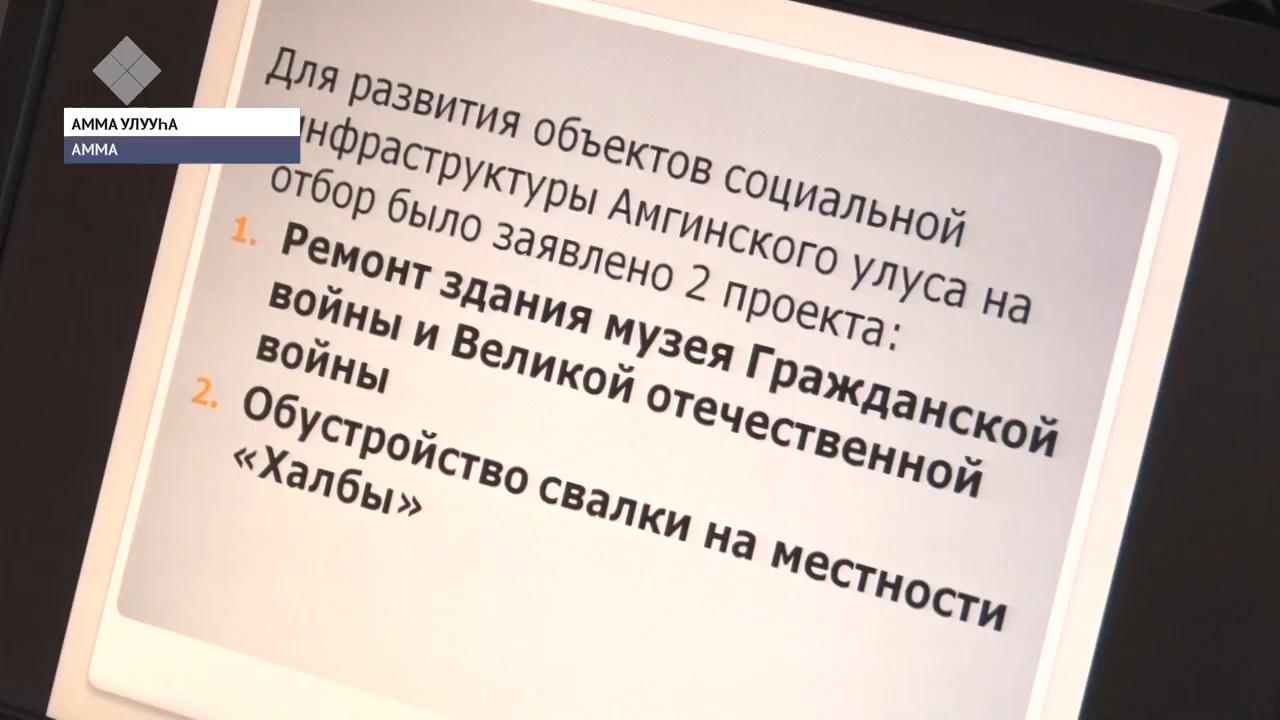 АММА УЛУУҺА
АММА
Для развития объектов социальной
инфраструктуры Амгинского улуса на
отбор было заявлено 2 проекта:
1. Ремонт здания музея Гражданской
войны и Великой отечественной
войны
2. Обустройство свалки на местности
«Халбы»